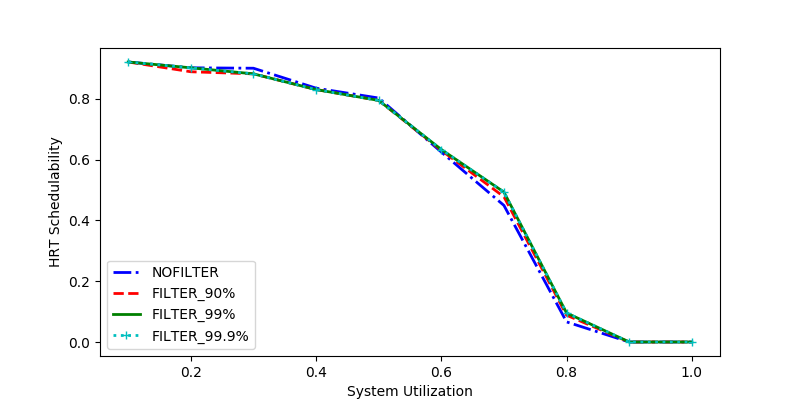 0.8
0.6
0.4
0.2
0.0
HRT Schedulability
NOFILTER
FILTER_90%
FILTER_99%
FILTER_99.9%
0.2 0.4 0.6 0.8 1.0
System Utilization